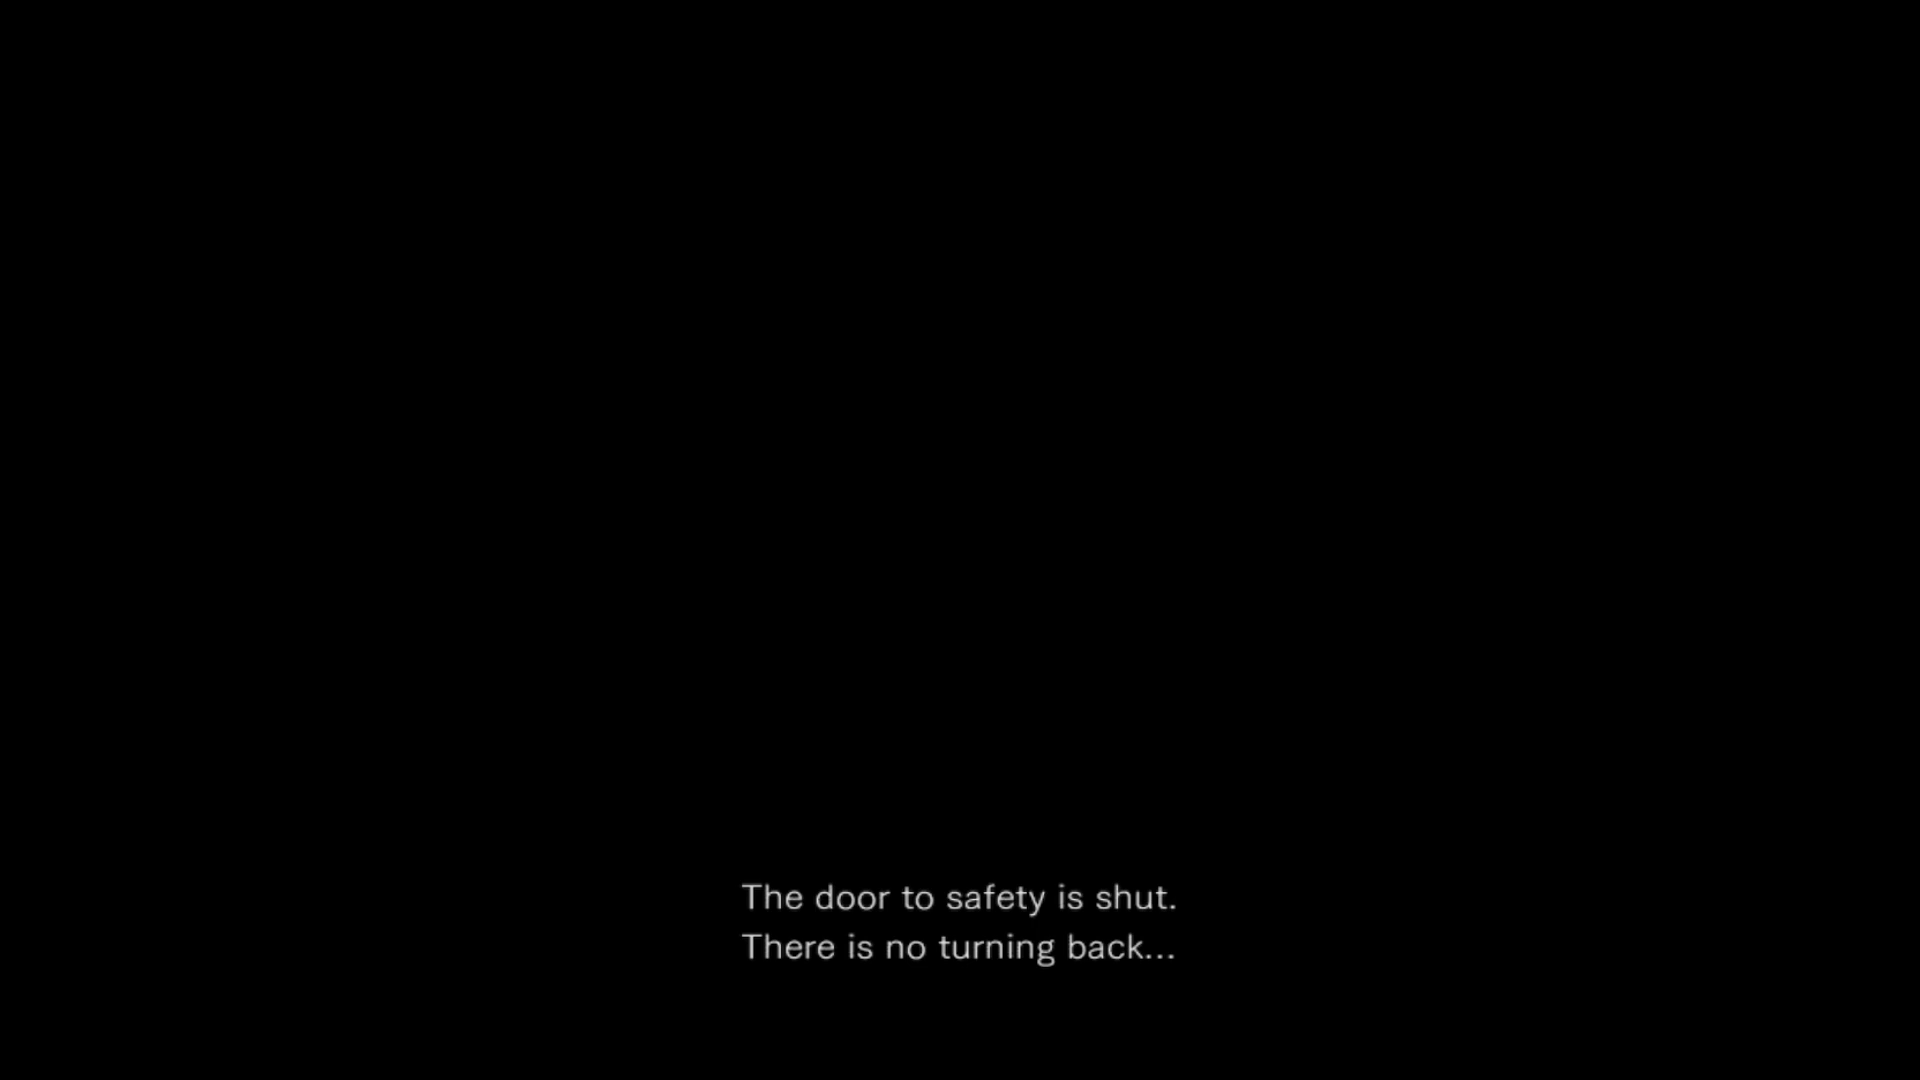 The door to safety is shut.
There is no turning back...